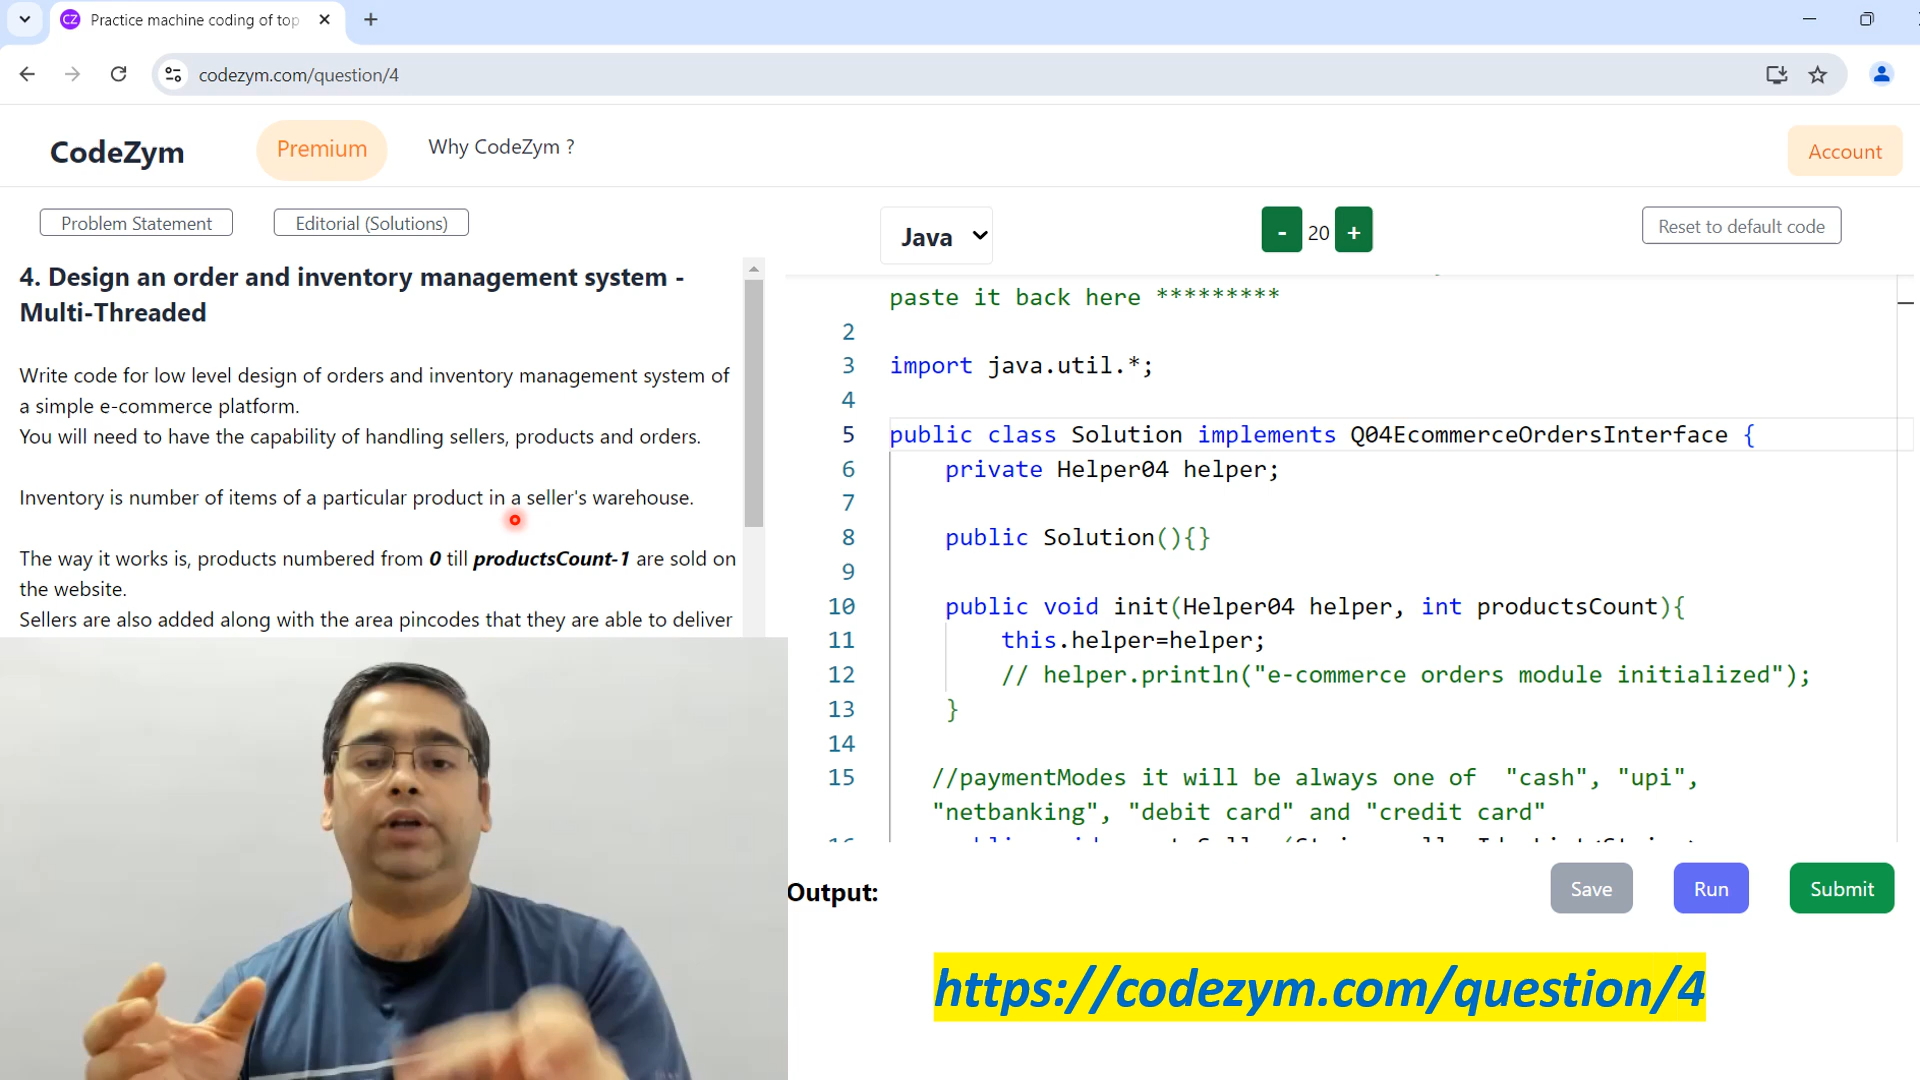 Practice machine coding of top
codezym.com/question/4
CodeZym
Premium
Why CodeZym ?
Account
Problem Statement
Editorial (Solutions)
4. Design an order and inventory management system -
Multi-Threaded
Write code for low level design of orders and inventory management system of
a simple e-commerce platform.
You will need to have the capability of handling sellers, products and orders.
Inventory is number of items of a particular product in a seller's warehouse.
The way it works is, products numbered from 0 till productsCount-1 are sold on
the website.
Sellers are also added along with the area pincodes that they are able to deliver
Java
- 20 +
Reset to default code
paste it back here *********
2
3 import java.util.*;
4
5 public class Solution implements Q04EcommerceOrdersInterface {
6 private Helper04 helper;
7
8 public Solution(){}
9
10 public void init(Helper04 helper, int productsCount){
11 this.helper=helper;
12 // helper.println("e-commerce orders module initialized");
13 }
14
15 //paymentModes it will be always one of "cash", "upi",
"netbanking", "debit card" and "credit card"
Output:
Save
Run
Submit
https://codezym.com/question/4